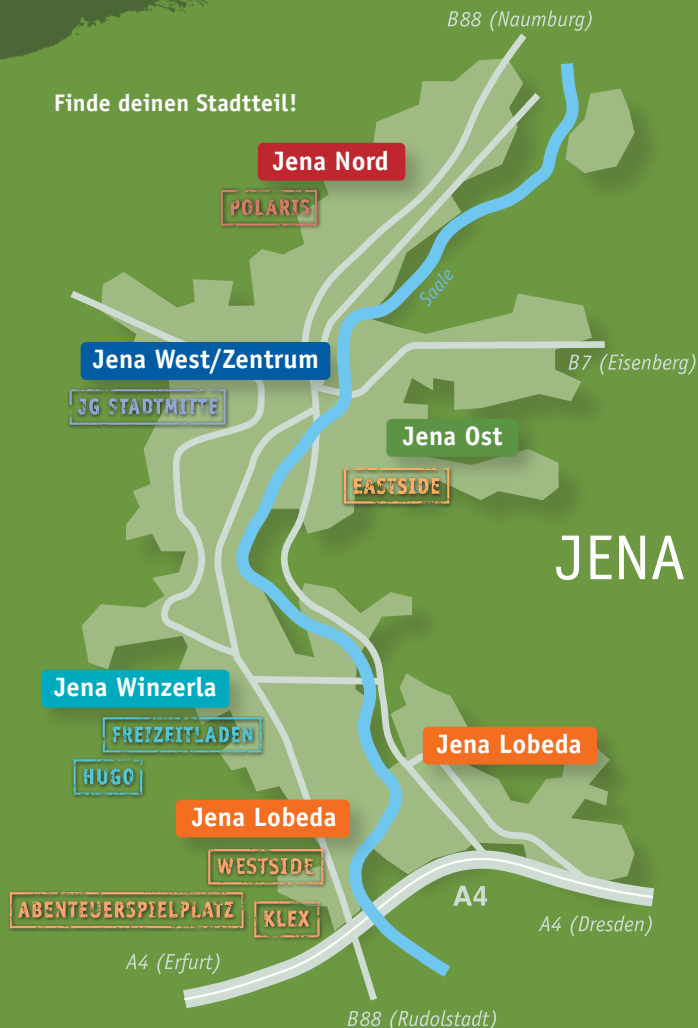 B88 (Naumburg)
Finde deinen Stadtteil!
Jena Nord
POLARIS
Saale
Jena West/Zentrum
B7 (Eisenberg)
JG STADTMITTE
Jena Ost
EASTSIDE
JENA
Jena Winzerla
FREIZEITLADEN
Jena Lobeda
HUGO
Jena Lobeda
WESTSIDE
A4
ABENTEUERSPIELPLATZ
KLEX
A4 (Dresden)
A4 (Erfurt)
B88 (Rudolstadt)